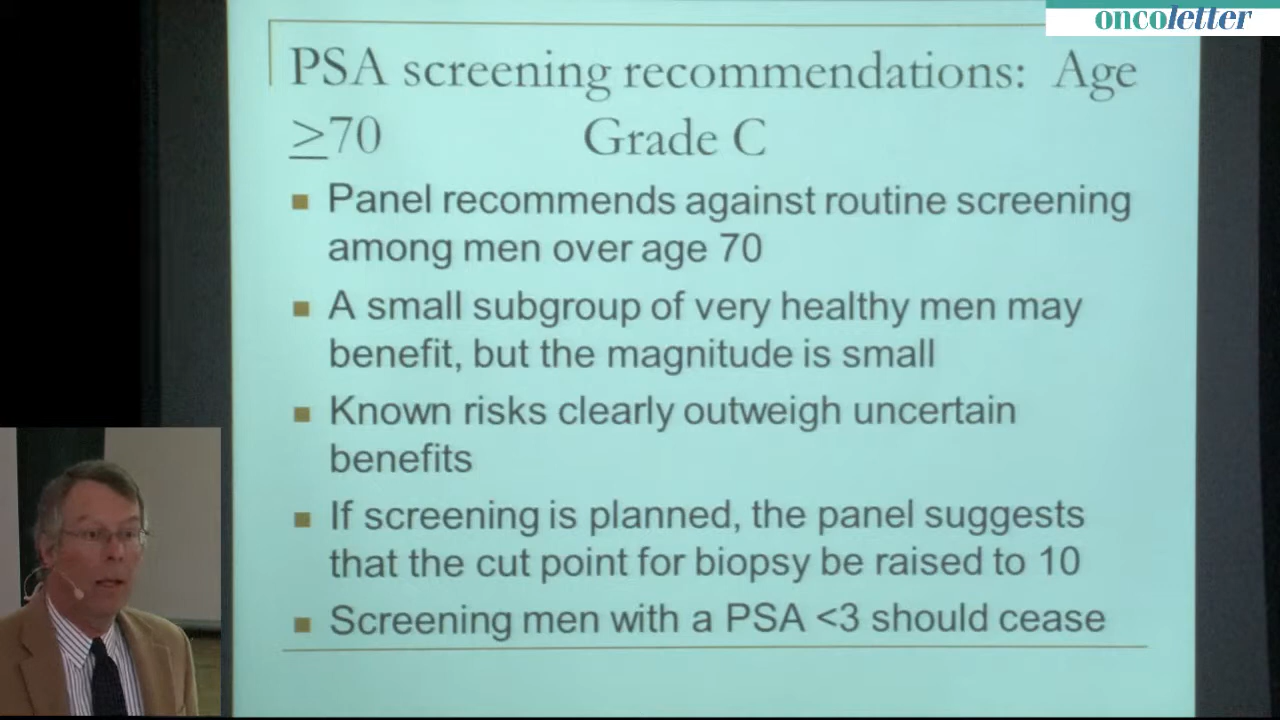 oncoletter
PSA screening recommendations: Age
≥70 Grade C
Panel recommends against routine screening
among men over age 70
A small subgroup of very healthy men may
benefit, but the magnitude is small
Known risks clearly outweigh uncertain
benefits
If screening is planned, the panel suggests
that the cut point for biopsy be raised to 10
Screening men with a PSA <3 should cease